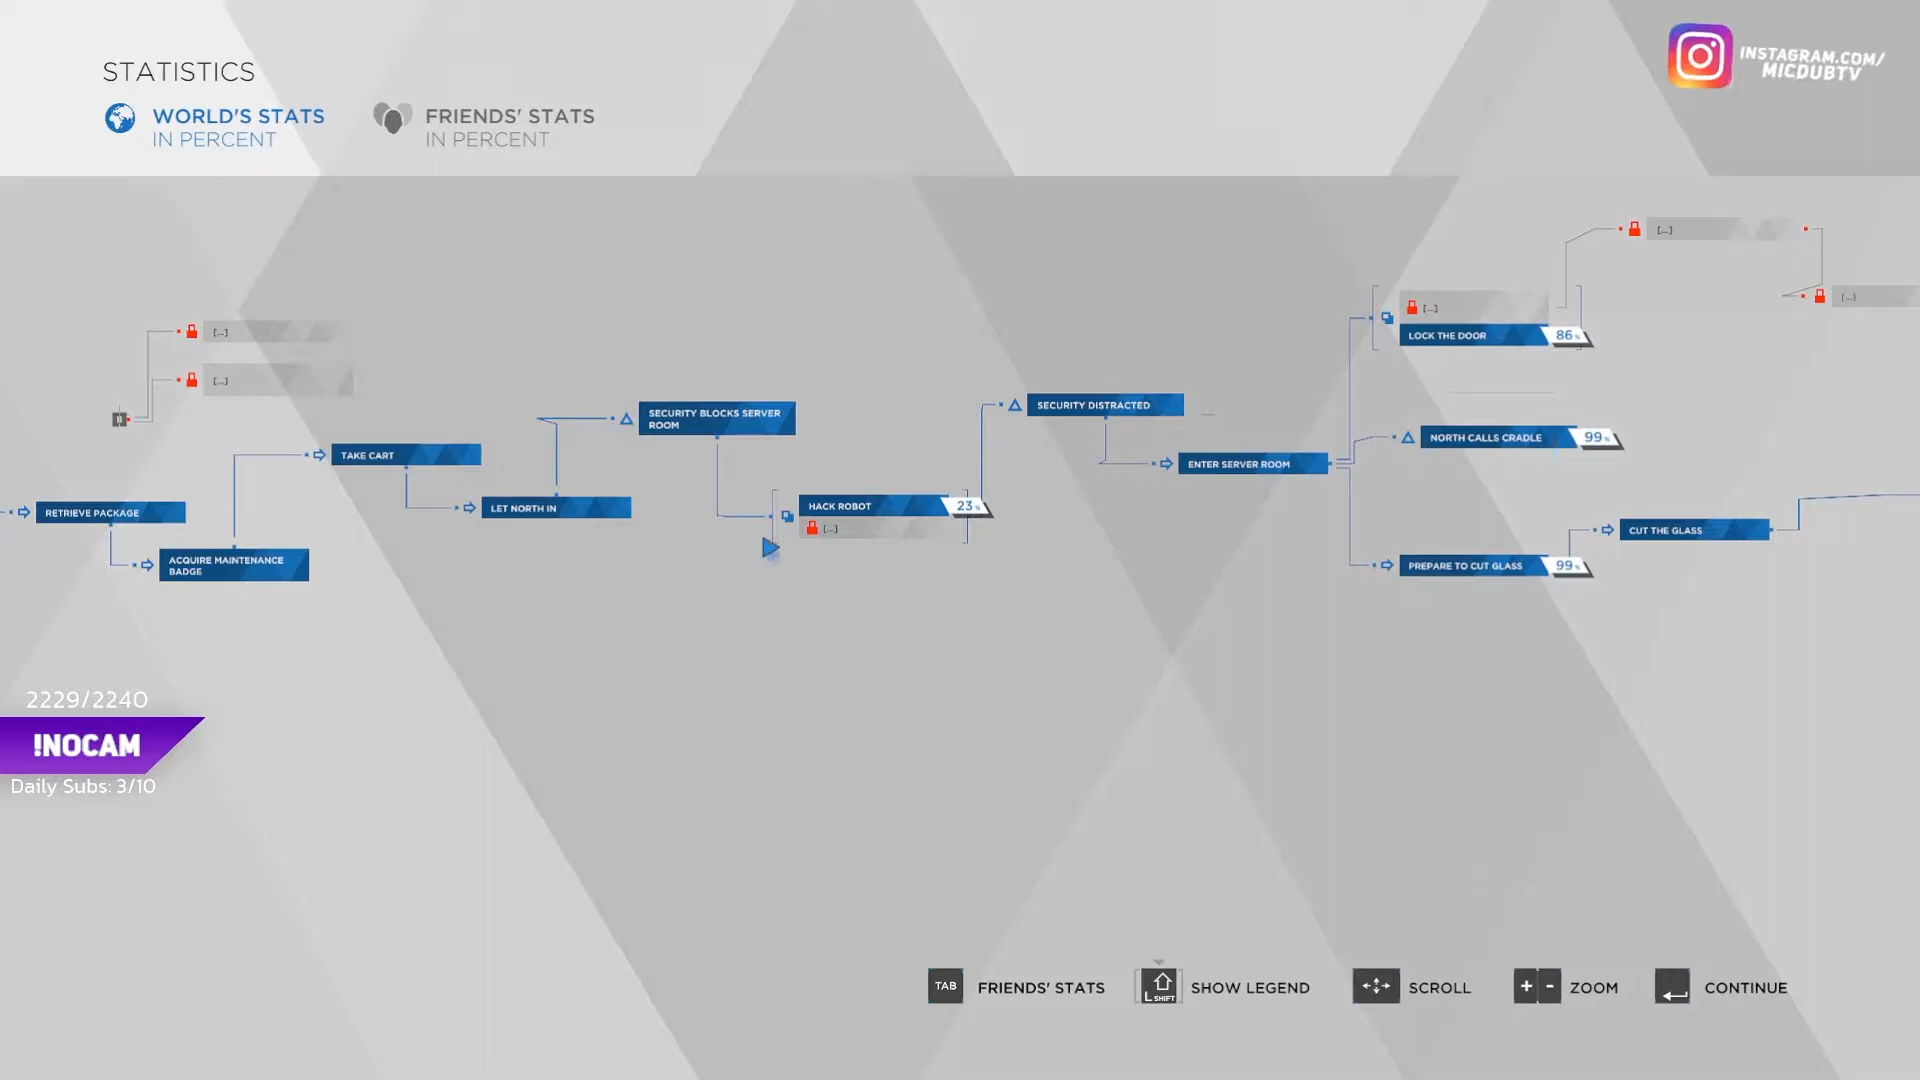 STATISTICS
WORLD'S STATS
IN PERCENT
FRIENDS' STATS
IN PERCENT
INSTAGRAM.COM/
MICDUBTV
[...]
[...]
[...]
LOCK THE DOOR 86%
[...]
[...]
SECURITY BLOCKS SERVER
ROOM
SECURITY DISTRACTED
TAKE CART
NORTH CALLS CRADLE 99%
ENTER SERVER ROOM
RETRIEVE PACKAGE
LET NORTH IN
HACK ROBOT 23%
[...]
CUT THE GLASS
ACQUIRE MAINTENANCE
BADGE
PREPARE TO CUT GLASS 99%
2229/2240
!NOCAM
Daily Subs: 3/10
TAB FRIENDS' STATS
L SHIFT SHOW LEGEND
SCROLL
+ - ZOOM
CONTINUE